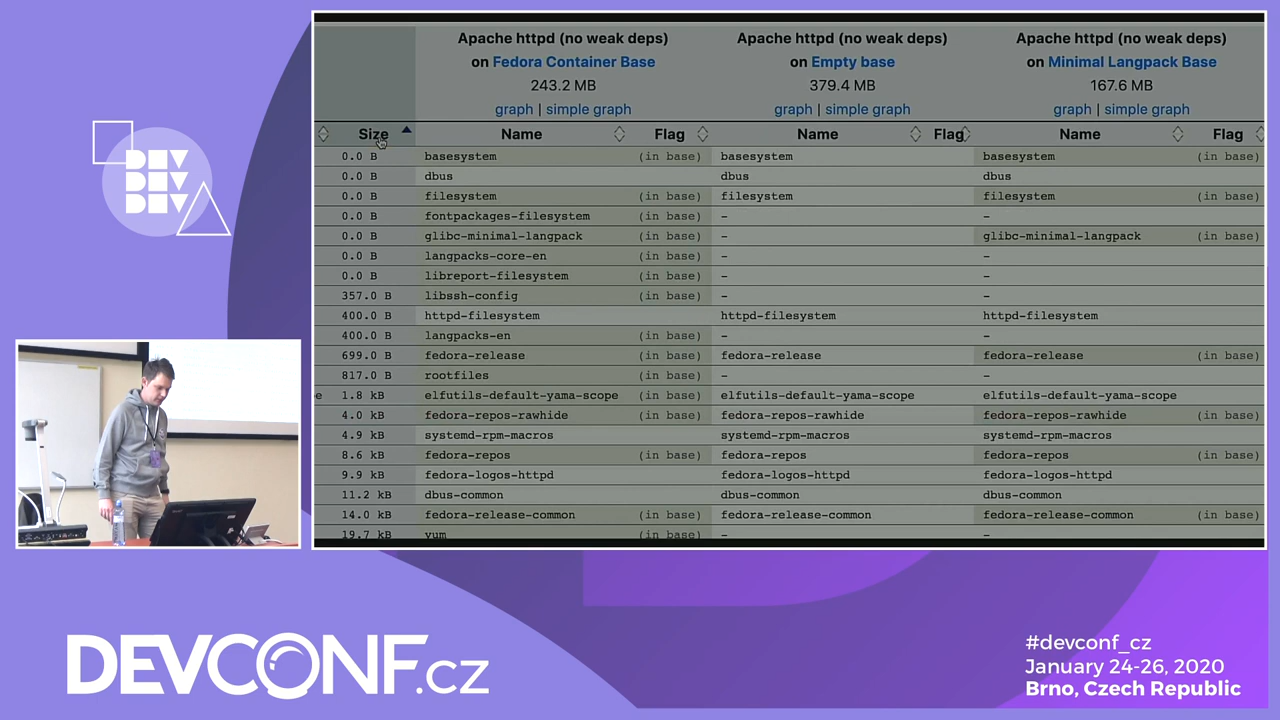 Apache httpd (no weak deps)
on Fedora Container Base
243.2 MB
graph | simple graph
Apache httpd (no weak deps)
on Empty base
379.4 MB
graph | simple graph
Apache httpd (no weak deps)
on Minimal Langpack Base
167.6 MB
graph | simple graph
Size Name Flag Name Flag Name Flag
0.0 B basesystem (in base) basesystem basesystem (in base)
0.0 B dbus dbus dbus
0.0 B filesystem (in base) filesystem filesystem (in base)
0.0 B fontpackages-filesystem (in base) – –
0.0 B glibc-minimal-langpack (in base) – glibc-minimal-langpack (in base)
0.0 B langpacks-core-en (in base) – –
0.0 B libreport-filesystem (in base) – –
357.0 B libssh-config (in base) – –
400.0 B httpd-filesystem httpd-filesystem httpd-filesystem
400.0 B langpacks-en (in base) – –
699.0 B fedora-release (in base) fedora-release fedora-release (in base)
817.0 B rootfiles (in base) – –
e 1.8 kB elfutils-default-yama-scope elfutils-default-yama-scope elfutils-default-yama-scope
4.0 kB fedora-repos-rawhide (in base) fedora-repos-rawhide fedora-repos-rawhide (in base)
4.9 kB systemd-rpm-macros systemd-rpm-macros systemd-rpm-macros
8.6 kB fedora-repos (in base) fedora-repos fedora-repos (in base)
9.9 kB fedora-logos-httpd fedora-logos-httpd fedora-logos-httpd
11.2 kB dbus-common dbus-common dbus-common
14.0 kB fedora-release-common (in base) fedora-release-common fedora-release-common (in base)
19.7 kB yum (in base) – –
DEV
DEV
DEVCONF.cz
#devconf_cz
January 24-26, 2020
Brno, Czech Republic